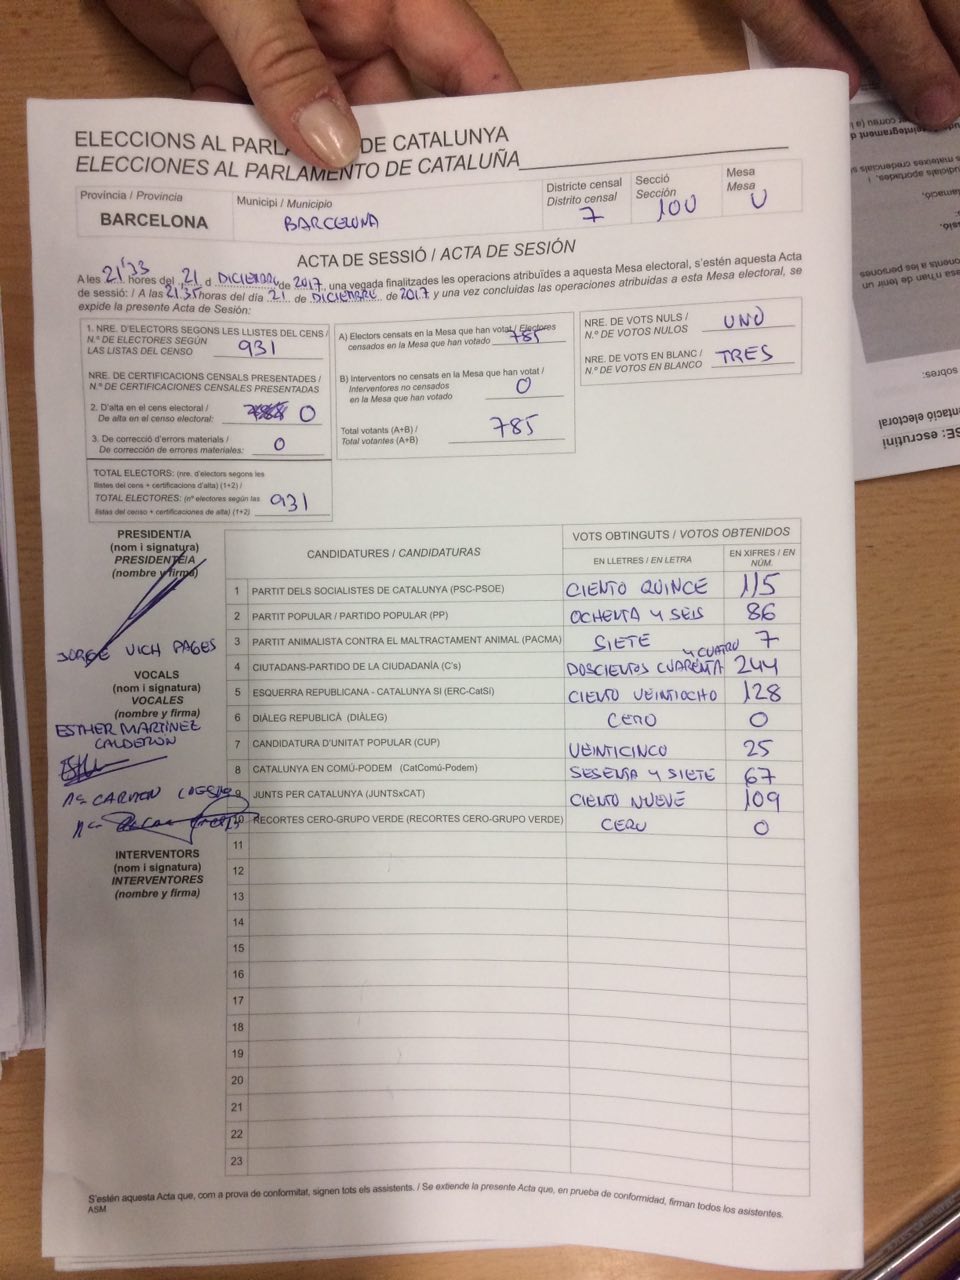 ELECCIONS AL PARLA DE CATALUNYA
ELECCIONES AL PARLAMENTO DE CATALUÑA
Província / Provincia
BARCELONA
Municipi / Municipio
BARCELONA
Districte censal
Distrito censal
7
Secció
Sección
100
Mesa
Mesa
U
ACTA DE SESSIÓ / ACTA DE SESIÓN
A les 21'33 hores del 21 d DICIEMBRE de 2017, una vegada finalitzades les operacions atribuïdes a aquesta Mesa electoral, s'estén aquesta Acta
de sessió: / A las 21:35 horas del día 21 de DICIEMBRE de 2017 y una vez concluidas las operaciones atribuidas a esta Mesa electoral, se
expide la presente Acta de Sesión:
1. NRE. D'ELECTORS SEGONS LES LLISTES DEL CENS /
N.º DE ELECTORES SEGÚN
LAS LISTAS DEL CENSO 931
NRE. DE CERTIFICACIONS CENSALS PRESENTADES /
N.º DE CERTIFICACIONES CENSALES PRESENTADAS
2. D'alta en el cens electoral /
De alta en el censo electoral: 0
3. De correcció d'errors materials /
De corrección de errores materiales: 0
TOTAL ELECTORS: (nre. d'electors segons les
llistes del cens + certificacions d'alta) (1+2) /
TOTAL ELECTORES: (nº electores según las
listas del censo + certificaciones de alta) (1+2) 931
A) Electors censats en la Mesa que han votat / Electores
censados en la Mesa que han votado 785
B) Interventors no censats en la Mesa que han votat /
Interventores no censados
en la Mesa que han votado 0
Total votants (A+B) /
Total votantes (A+B) 785
NRE. DE VOTS NULS /
N.º DE VOTOS NULOS UNO
NRE. DE VOTS EN BLANC /
N.º DE VOTOS EN BLANCO TRES
PRESIDENT/A
(nom i signatura)
PRESIDENTE/A
(nombre y firma)
JORGE VICH PAGES
VOCALS
(nom i signatura)
VOCALES
(nombre y firma)
ESTHER MARTINEZ
CALDERON
Mª CARMEN
INTERVENTORS
(nom i signatura)
INTERVENTORES
(nombre y firma)
CANDIDATURES / CANDIDATURAS
VOTS OBTINGUTS / VOTOS OBTENIDOS
EN LLETRES / EN LETRA
EN XIFRES / EN
NÚM.
1 PARTIT DELS SOCIALISTES DE CATALUNYA (PSC-PSOE) CIENTO QUINCE 115
2 PARTIT POPULAR / PARTIDO POPULAR (PP) OCHENTA Y SEIS 86
3 PARTIT ANIMALISTA CONTRA EL MALTRACTAMENT ANIMAL (PACMA) SIETE 7
4 CIUTADANS-PARTIDO DE LA CIUDADANÍA (C's) DOSCIENTOS CUARENTA Y CUATRO 244
5 ESQUERRA REPUBLICANA - CATALUNYA SI (ERC-CatSí) CIENTO VEINTIOCHO 128
6 DIÀLEG REPUBLICÀ (DIÀLEG) CERO 0
7 CANDIDATURA D'UNITAT POPULAR (CUP) VEINTICINCO 25
8 CATALUNYA EN COMÚ-PODEM (CatComú-Podem) SESENTA Y SIETE 67
9 JUNTS PER CATALUNYA (JUNTSxCAT) CIENTO NUEVE 109
10 RECORTES CERO-GRUPO VERDE (RECORTES CERO-GRUPO VERDE) CERO 0
11
12
13
14
15
16
17
18
19
20
21
22
23
S'estén aquesta Acta que, com a prova de conformitat, signen tots els assistents. / Se extiende la presente Acta que, en prueba de conformidad, firman todos los asistentes.
ASM